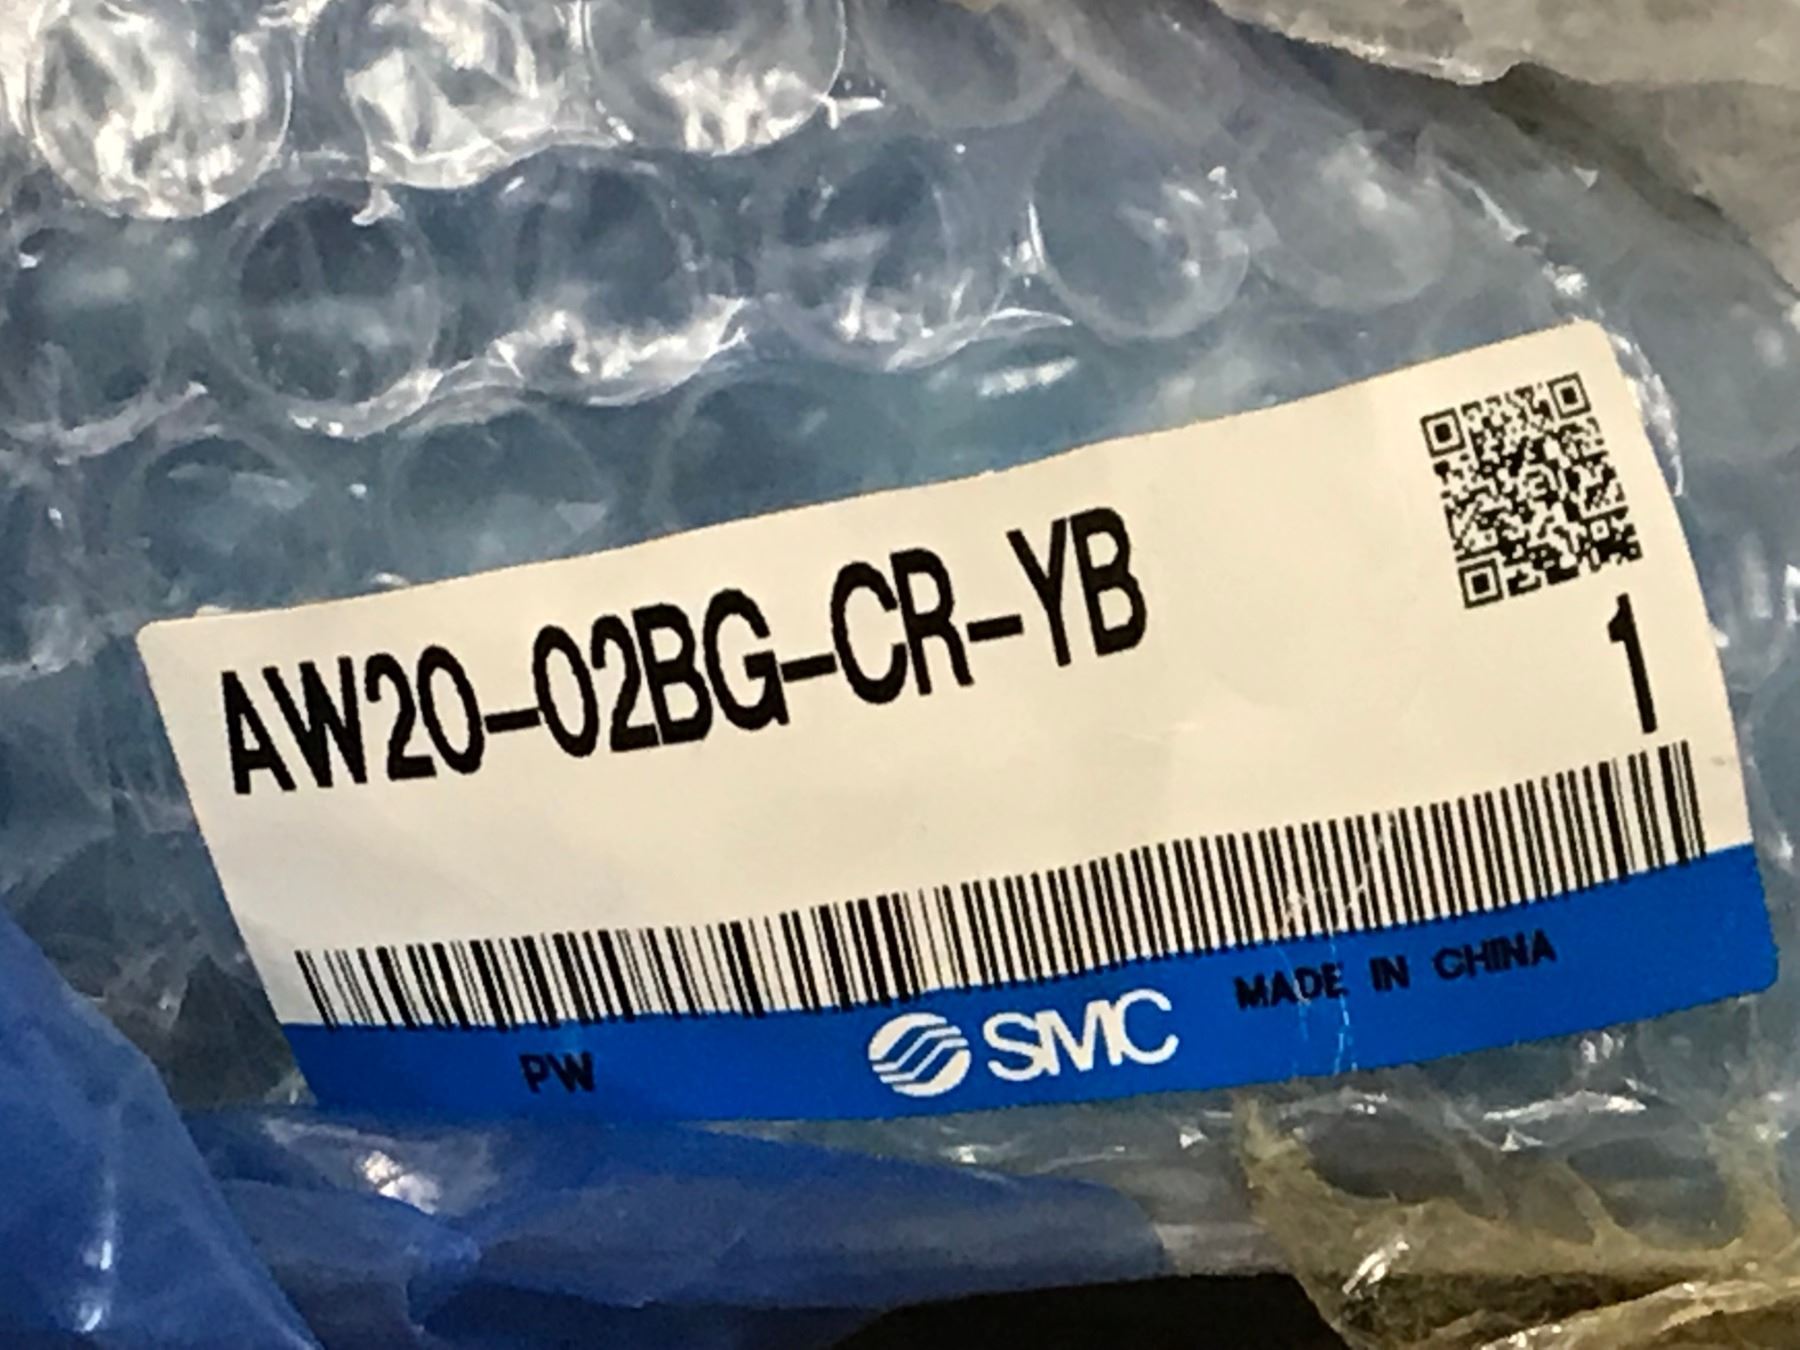 AW20-02BG-CR-YB
1
MADE IN CHINA
PW
SMC